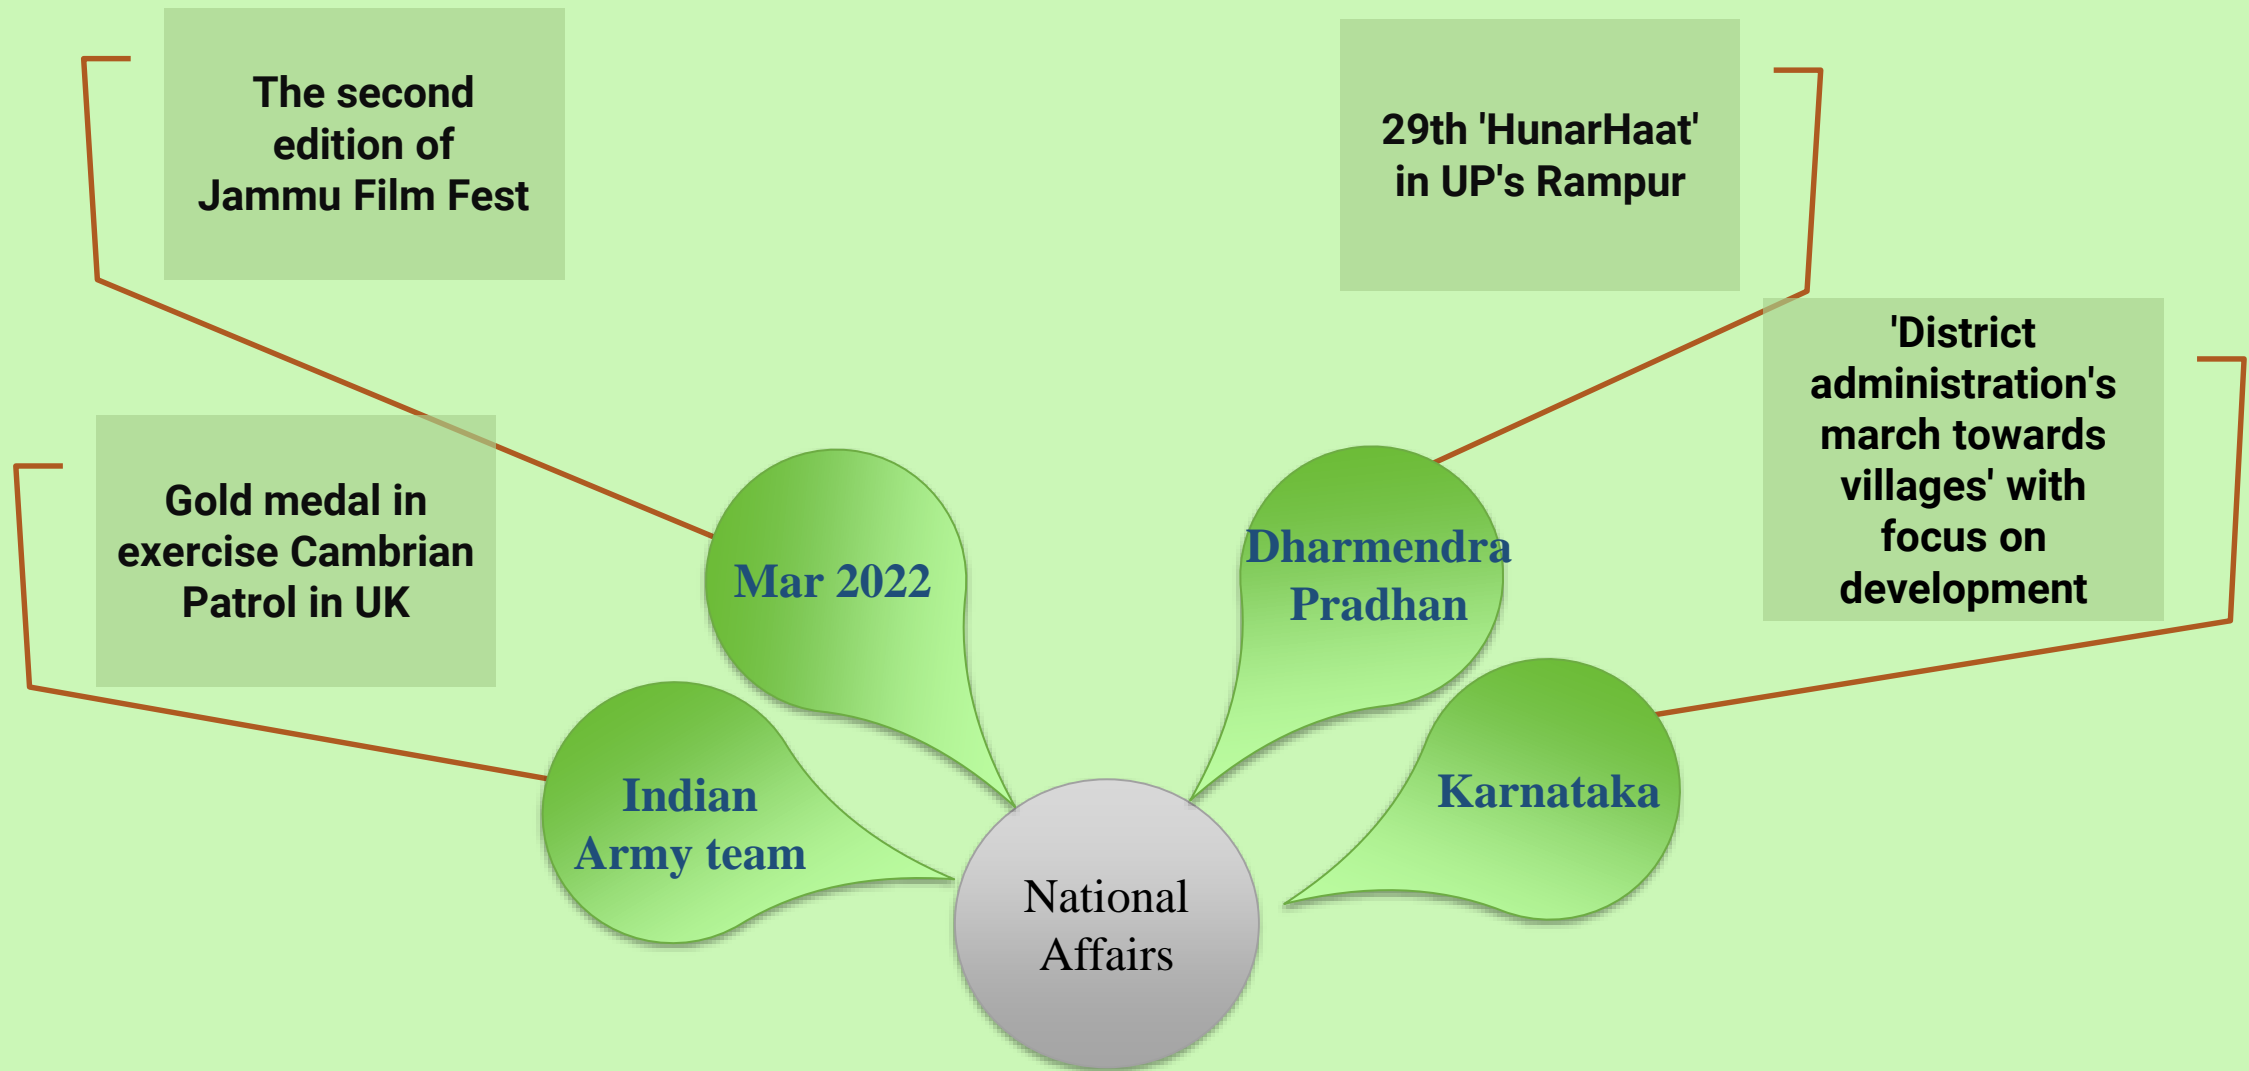 The second
edition of
Jammu Film Fest
29th 'HunarHaat'
in UP's Rampur
'District
administration's
march towards
villages' with
focus on
development
Gold medal in
exercise Cambrian
Patrol in UK
Mar 2022
Dharmendra
Pradhan
Indian
Army team
Karnataka
National
Affairs